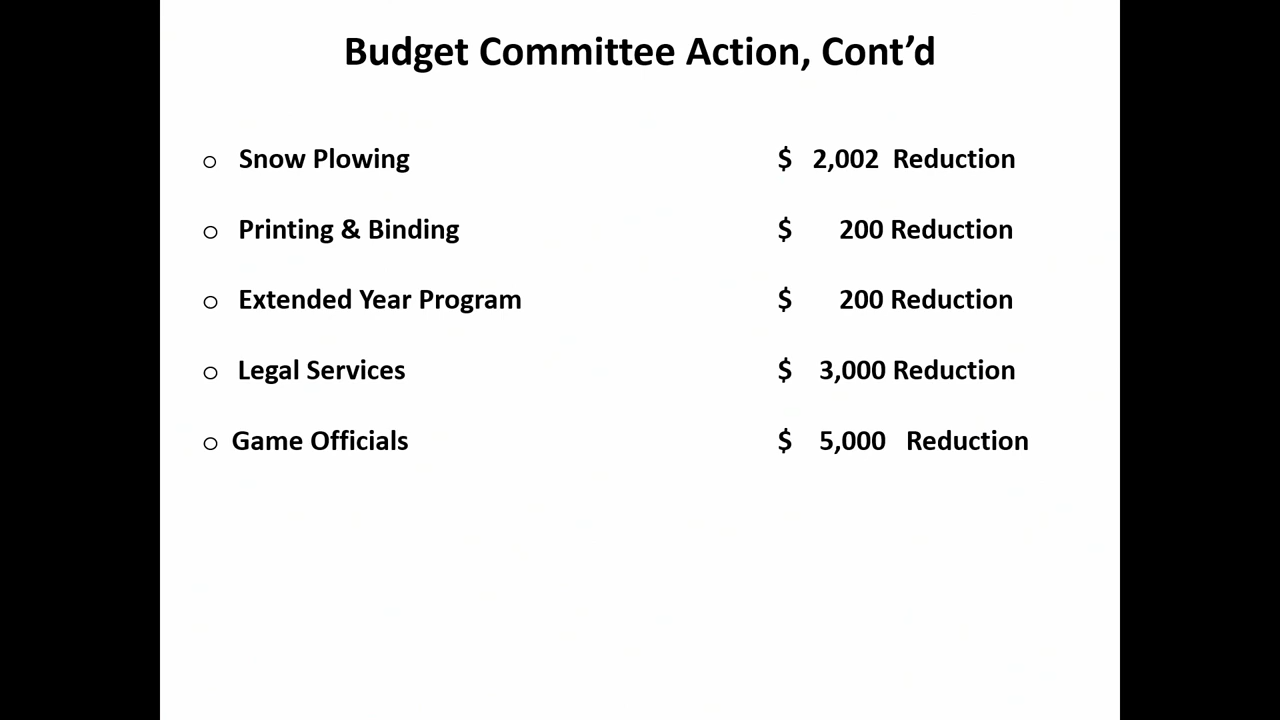 Budget Committee Action, Cont’d
o Snow Plowing $ 2,002 Reduction
o Printing & Binding $ 200 Reduction
o Extended Year Program $ 200 Reduction
o Legal Services $ 3,000 Reduction
o Game Officials $ 5,000 Reduction